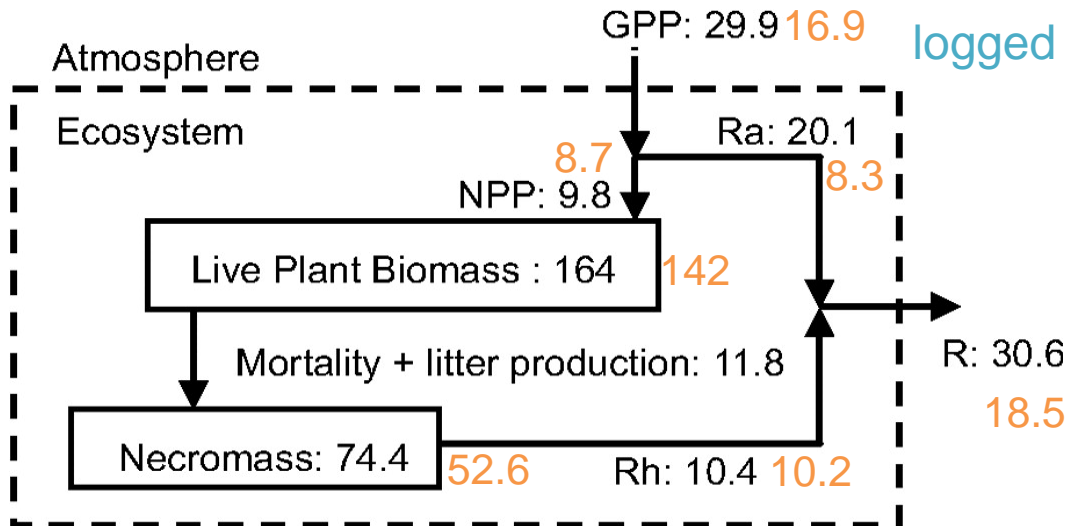 GPP: 29.9 16.9
logged
Atmosphere
Ecosystem
Ra: 20.1
8.7
8.3
NPP: 9.8
Live Plant Biomass : 164
142
Mortality + litter production: 11.8
R: 30.6
18.5
Necromass: 74.4
52.6
Rh: 10.4 10.2